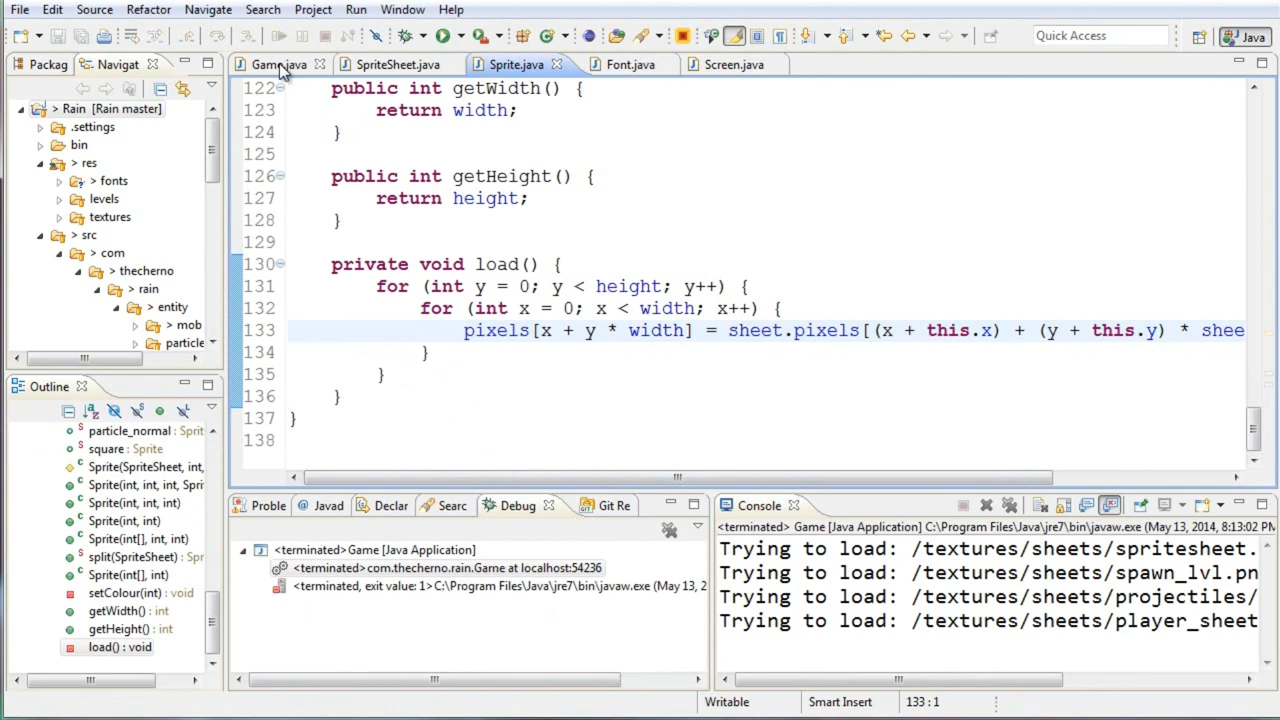 File Edit Source Refactor Navigate Search Project Run Window Help
Quick Access
Java
Packag
Navigat
Game.java
SpriteSheet.java
Sprite.java
Font.java
Screen.java
> Rain [Rain master]
.settings
bin
> res
> fonts
levels
textures
> src
> com
> thecherno
> rain
> entity
> mob
particle
122 public int getWidth() {
123 return width;
124 }
125
126 public int getHeight() {
127 return height;
128 }
129
130 private void load() {
131 for (int y = 0; y < height; y++) {
132 for (int x = 0; x < width; x++) {
133 pixels[x + y * width] = sheet.pixels[(x + this.x) + (y + this.y) * shee
134 }
135 }
136 }
137 }
138
Outline
particle_normal : Sprit
square : Sprite
Sprite(SpriteSheet, int,
Sprite(int, int, int, Spri
Sprite(int, int, int)
Sprite(int, int)
Sprite(int[], int, int)
split(SpriteSheet) : Spr
Sprite(int[], int)
setColour(int) : void
getWidth() : int
getHeight() : int
load() : void
Proble
@ Javad
Declar
Searc
Debug
Git Re
<terminated>Game [Java Application]
<terminated>com.thecherno.rain.Game at localhost:54236
<terminated, exit value: 1>C:\Program Files\Java\jre7\bin\javaw.exe (May 13, 2
Console
<terminated> Game [Java Application] C:\Program Files\Java\jre7\bin\javaw.exe (May 13, 2014, 8:13:02 PM)
Trying to load: /textures/sheets/spritesheet.
Trying to load: /textures/sheets/spawn_lvl.pn
Trying to load: /textures/sheets/projectiles/
Trying to load: /textures/sheets/player_sheet
Writable
Smart Insert
133 : 1